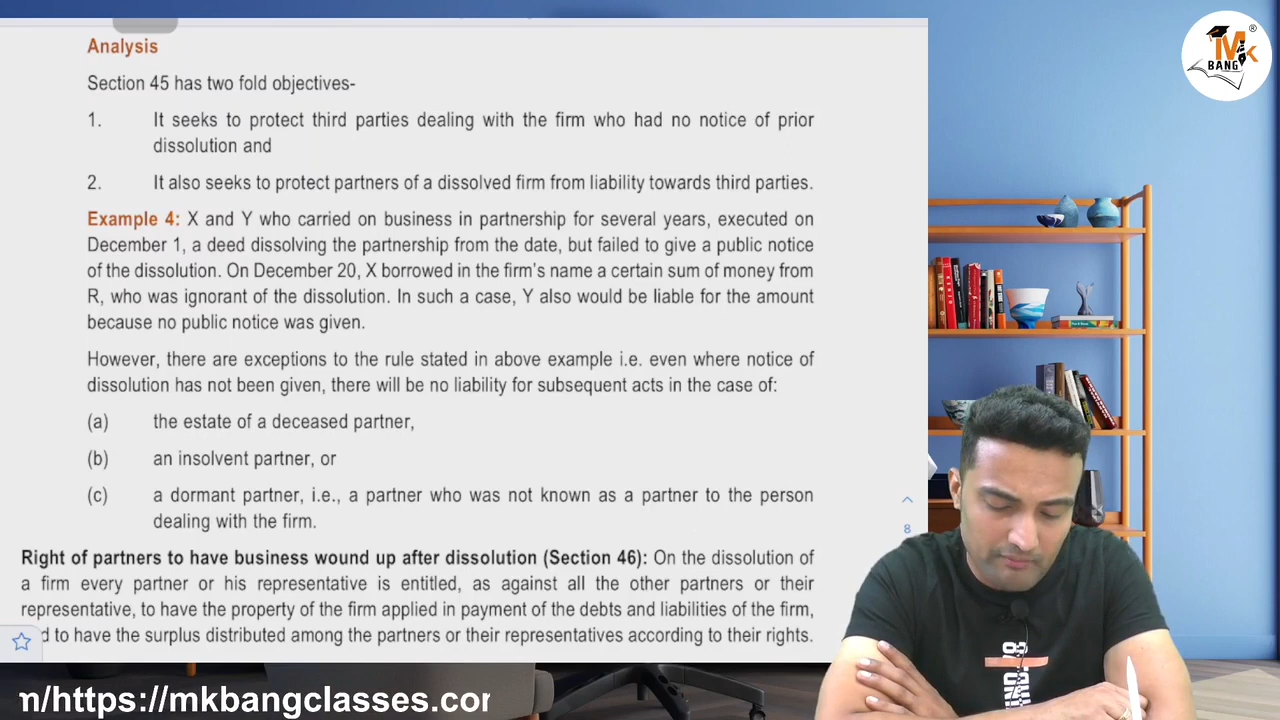 Analysis
Section 45 has two fold objectives-
1. It seeks to protect third parties dealing with the firm who had no notice of prior
dissolution and
2. It also seeks to protect partners of a dissolved firm from liability towards third parties.
Example 4: X and Y who carried on business in partnership for several years, executed on
December 1, a deed dissolving the partnership from the date, but failed to give a public notice
of the dissolution. On December 20, X borrowed in the firm's name a certain sum of money from
R, who was ignorant of the dissolution. In such a case, Y also would be liable for the amount
because no public notice was given.
However, there are exceptions to the rule stated in above example i.e. even where notice of
dissolution has not been given, there will be no liability for subsequent acts in the case of:
(a) the estate of a deceased partner,
(b) an insolvent partner, or
(c) a dormant partner, i.e., a partner who was not known as a partner to the person
dealing with the firm.
8
Right of partners to have business wound up after dissolution (Section 46): On the dissolution of
a firm every partner or his representative is entitled, as against all the other partners or their
representative, to have the property of the firm applied in payment of the debts and liabilities of the firm,
d to have the surplus distributed among the partners or their representatives according to their rights.
m/https://mkbangclasses.com
MK
BANG
®